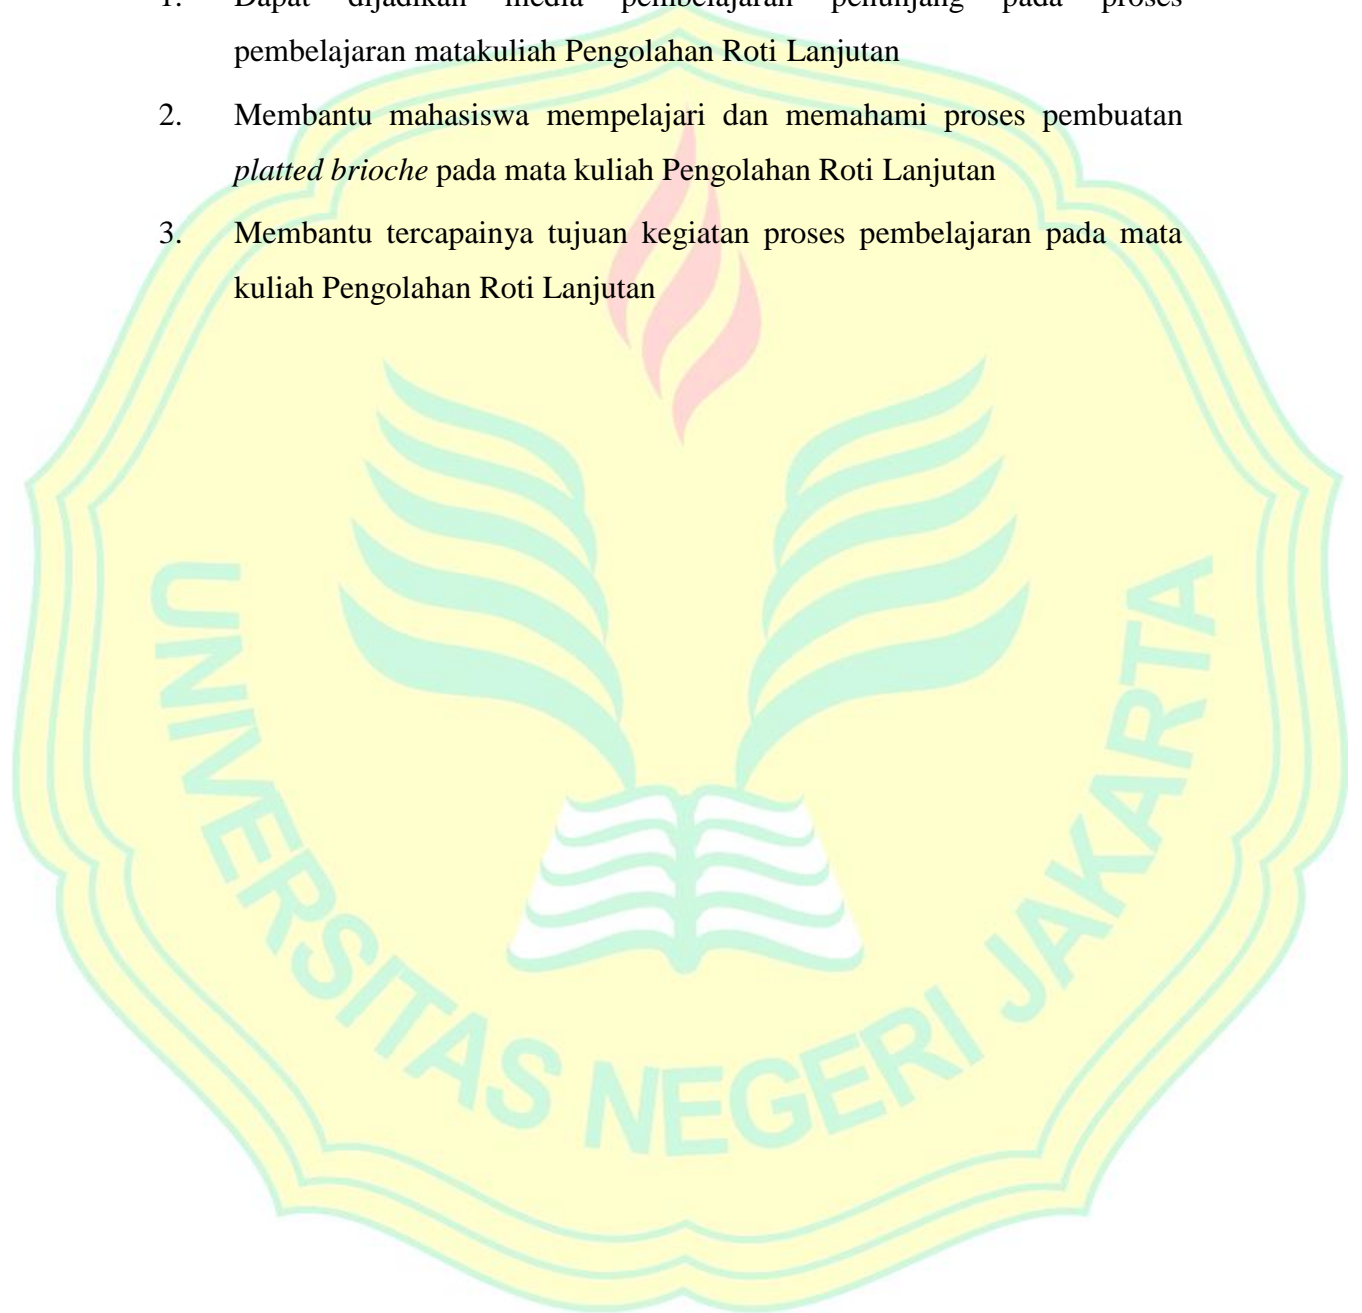 1. Dapat dijadikan media pembelajaran penunjang pada proses
pembelajaran matakuliah Pengolahan Roti Lanjutan
2. Membantu mahasiswa mempelajari dan memahami proses pembuatan
platted brioche pada mata kuliah Pengolahan Roti Lanjutan
3. Membantu tercapainya tujuan kegiatan proses pembelajaran pada mata
kuliah Pengolahan Roti Lanjutan
UNIVERSITAS NEGERI JAKARTA